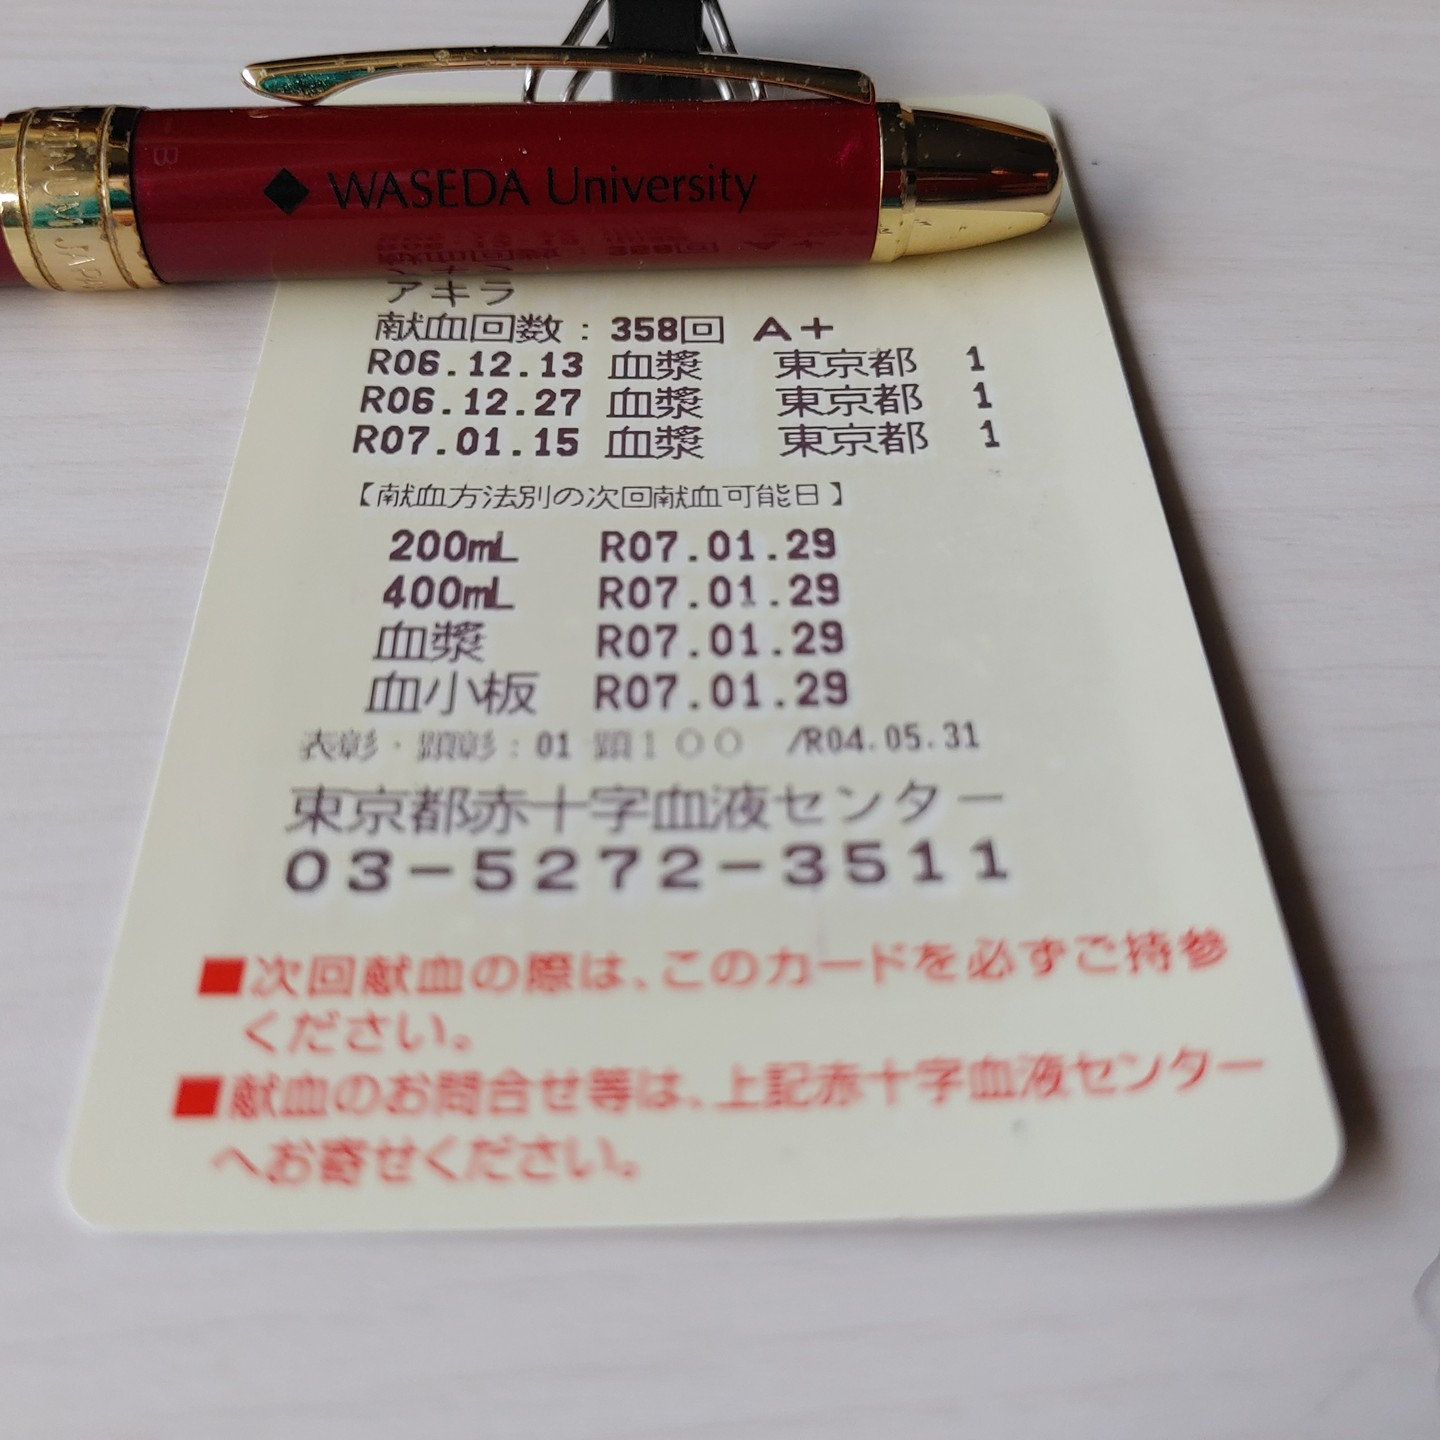 WASEDA University
アキラ
献血回数:358回 A+
R06.12.13 血漿 東京都 1
R06.12.27 血漿 東京都 1
R07.01.15 血漿 東京都 1
【献血方法別の次回献血可能日】
200mL R07.01.29
400mL R07.01.29
血漿 R07.01.29
血小板 R07.01.29
表彰・顕彰:01 顕100 /R04.05.31
東京都赤十字血液センター
03-5272-3511
■次回献血の際は、このカードを必ずご持参
ください。
■献血のお問合せ等は、上記赤十字血液センター
へお寄せください。